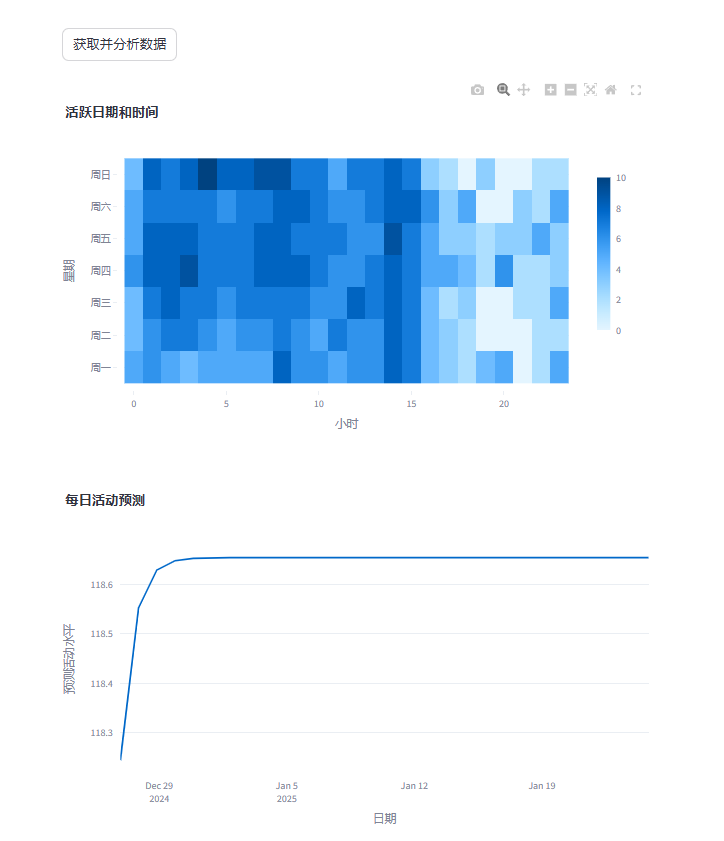 获取并分析数据
活跃日期和时间
周日
周六
周五
周四
周三
周二
周一
星期
0
5
10
15
20
小时
10
8
6
4
2
0
每日活动预测
118.6
118.5
118.4
118.3
预测活动水平
Dec 29
2024
Jan 5
2025
Jan 12
Jan 19
日期